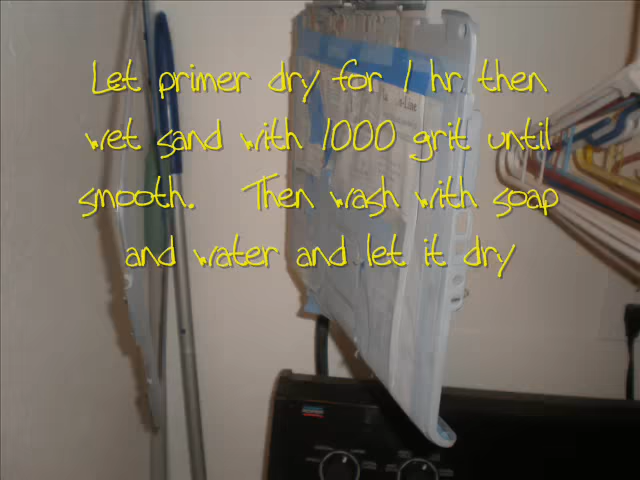 Let primer dry for 1 hr then
wet sand with 1000 grit until
smooth. Then wash with soap
and water and let it dry